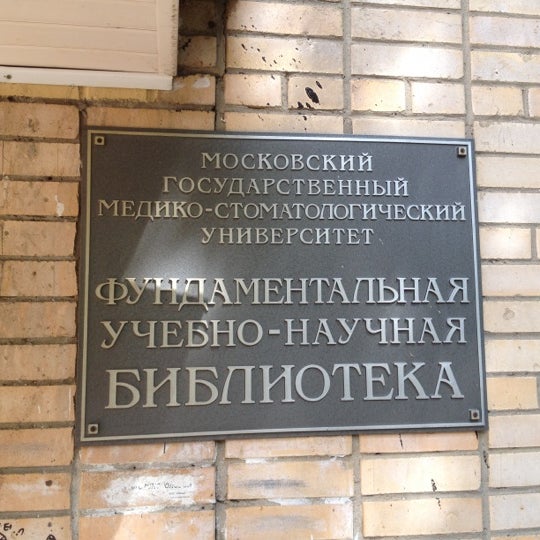 МОСКОВСКИЙ
ГОСУДАРСТВЕННЫЙ
МЕДИКО-СТОМАТОЛОГИЧЕСКИЙ
УНИВЕРСИТЕТ
ФУНДАМЕНТАЛЬНАЯ
УЧЕБНО-НАУЧНАЯ
БИБЛИОТЕКА